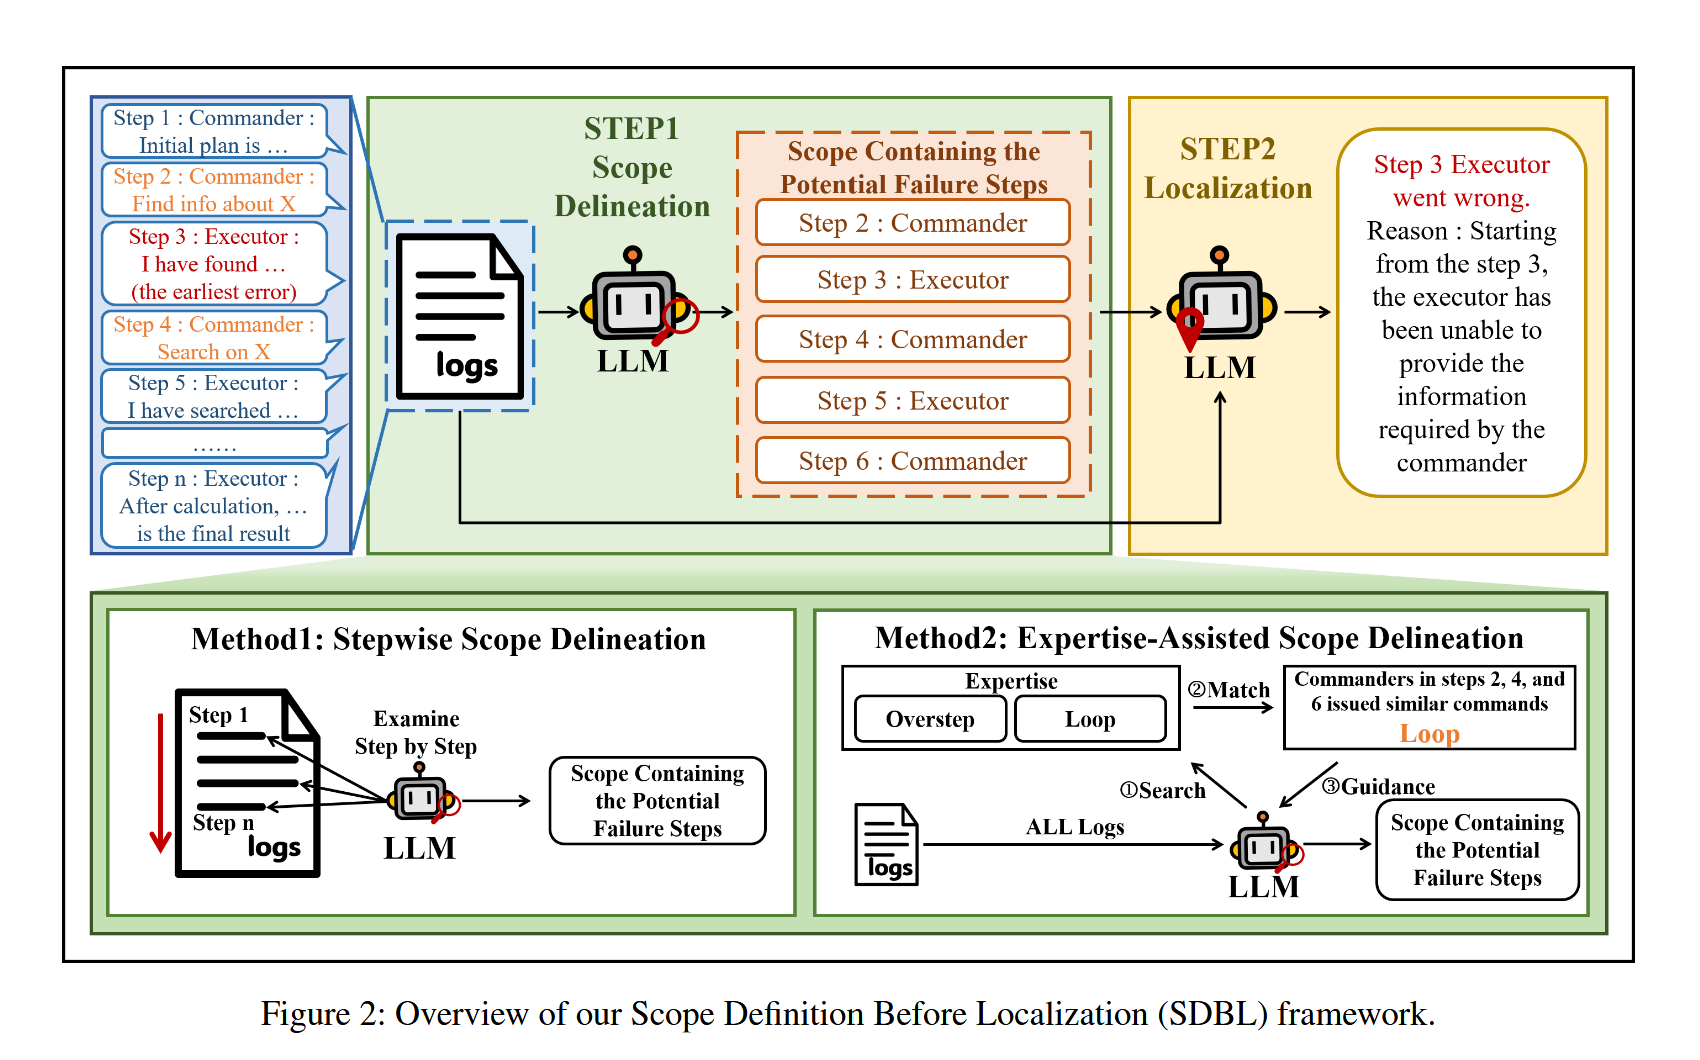 Step 1 : Commander :
Initial plan is …
Step 2 : Commander :
Find info about X
Step 3 : Executor :
I have found …
(the earliest error)
Step 4 : Commander :
Search on X
Step 5 : Executor :
I have searched …
……
Step n : Executor :
After calculation, …
is the final result
logs
STEP1
Scope
Delineation
LLM
Scope Containing the
Potential Failure Steps
Step 2 : Commander
Step 3 : Executor
Step 4 : Commander
Step 5 : Executor
Step 6 : Commander
STEP2
Localization
LLM
Step 3 Executor
went wrong.
Reason : Starting
from the step 3,
the executor has
been unable to
provide the
information
required by the
commander
Method1: Stepwise Scope Delineation
Step 1
Step n
logs
Examine
Step by Step
LLM
Scope Containing
the Potential
Failure Steps
Method2: Expertise-Assisted Scope Delineation
Expertise
Overstep
Loop
②Match
Commanders in steps 2, 4, and
6 issued similar commands
Loop
①Search
③Guidance
logs
ALL Logs
LLM
Scope Containing
the Potential
Failure Steps
Figure 2: Overview of our Scope Definition Before Localization (SDBL) framework.